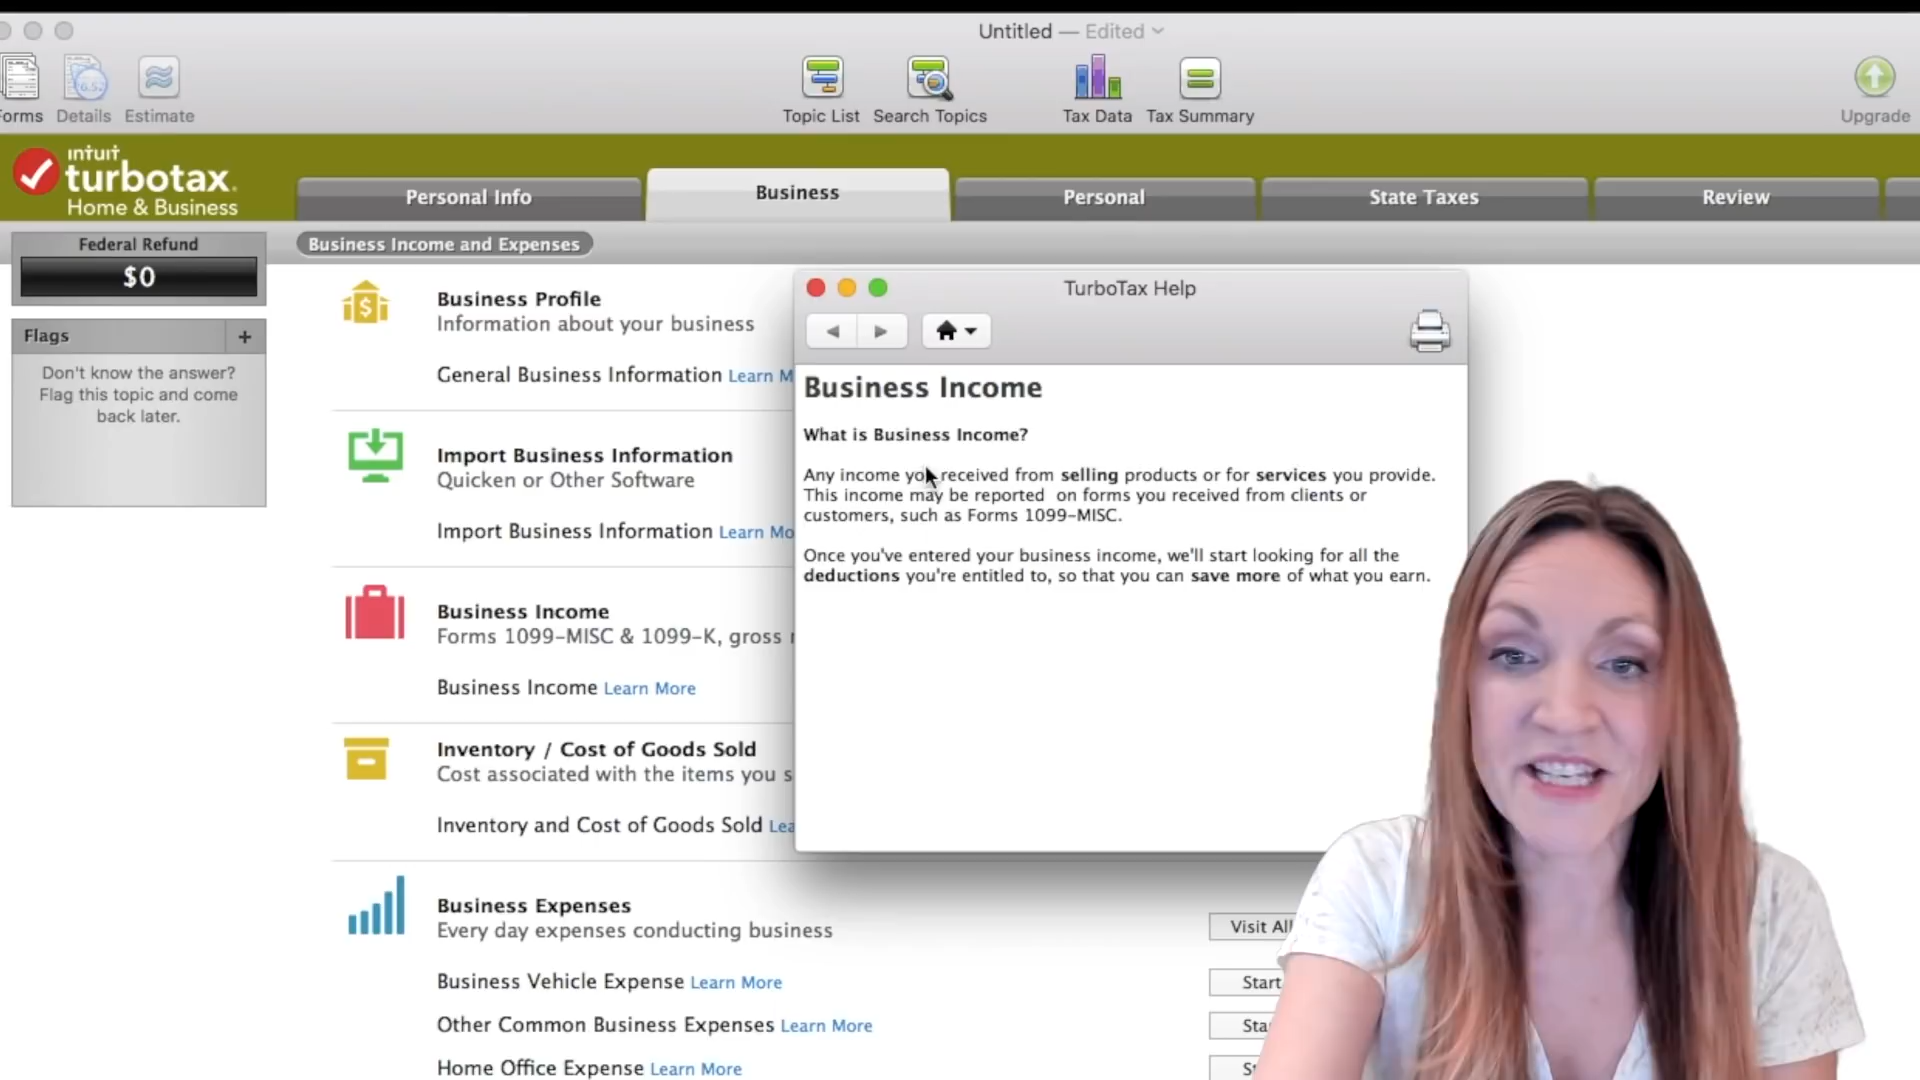 Untitled — Edited
Forms Details Estimate
Topic List Search Topics
Tax Data Tax Summary
Upgrade
intuit
turbotax.
Home & Business
Personal Info
Business
Personal
State Taxes
Review
Federal Refund
$0
Business Income and Expenses
Flags
+
Don't know the answer?
Flag this topic and come
back later.
Business Profile
Information about your business
General Business Information Learn M
Import Business Information
Quicken or Other Software
Import Business Information Learn Mo
Business Income
Forms 1099-MISC & 1099-K, gross
Business Income Learn More
Inventory / Cost of Goods Sold
Cost associated with the items you s
Inventory and Cost of Goods Sold Lea
Business Expenses
Every day expenses conducting business
Visit All
Business Vehicle Expense Learn More
Start
Other Common Business Expenses Learn More
Sta
Home Office Expense Learn More
St
TurboTax Help
Business Income
What is Business Income?
Any income you received from selling products or for services you provide.
This income may be reported on forms you received from clients or
customers, such as Forms 1099-MISC.
Once you've entered your business income, we'll start looking for all the
deductions you're entitled to, so that you can save more of what you earn.